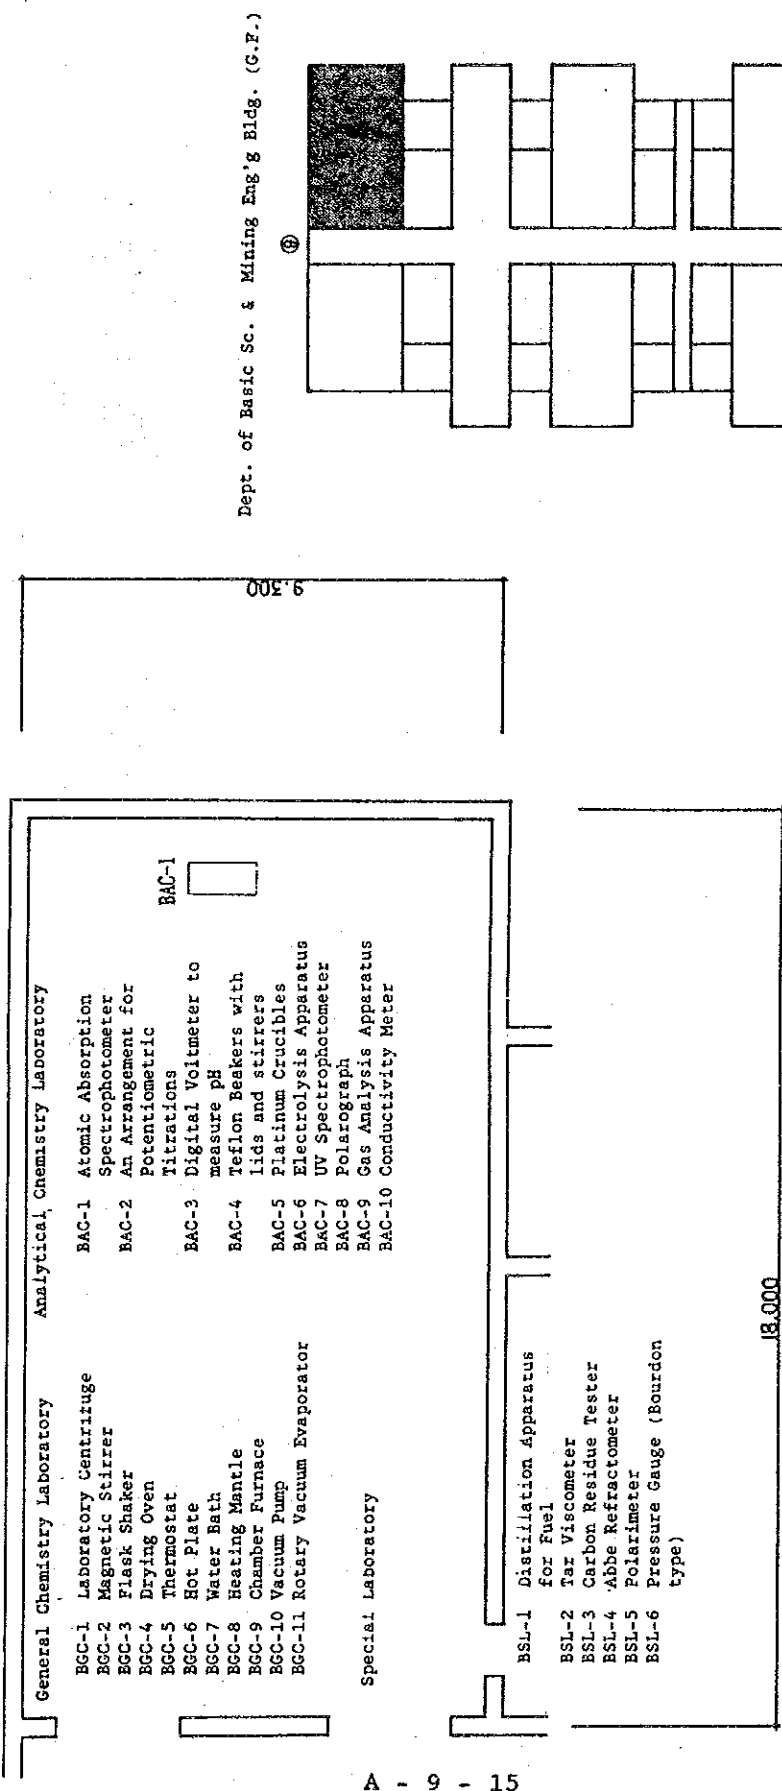 General Chemistry Laboratory
BGC-1 Laboratory Centrifuge
BGC-2 Magnetic Stirrer
BGC-3 Flask Shaker
BGC-4 Drying Oven
BGC-5 Thermostat
BGC-6 Hot Plate
BGC-7 Water Bath
BGC-8 Heating Mantle
BGC-9 Chamber Furnace
BGC-10 Vacuum Pump
BGC-11 Rotary Vacuum Evaporator
Analytical Chemistry Laboratory
BAC-1 Atomic Absorption
Spectrophotometer
BAC-2 An Arrangement for
Potentiometric
Titrations
BAC-3 Digital Voltmeter to
measure pH
BAC-4 Teflon Beakers with
lids and stirrers
BAC-5 Platinum Crucibles
BAC-6 Electrolysis Apparatus
BAC-7 UV Spectrophotometer
BAC-8 Polarograph
BAC-9 Gas Analysis Apparatus
BAC-10 Conductivity Meter
BAC-1
Special Laboratory
BSL-1 Distillation Apparatus
for Fuel
BSL-2 Tar Viscometer
BSL-3 Carbon Residue Tester
BSL-4 Abbe Refractometer
BSL-5 Polarimeter
BSL-6 Pressure Gauge (Bourdon
type)
18.000
9.300
Dept. of Basic Sc. & Mining Eng'g Bldg. (G.F.)
A - 9 - 15